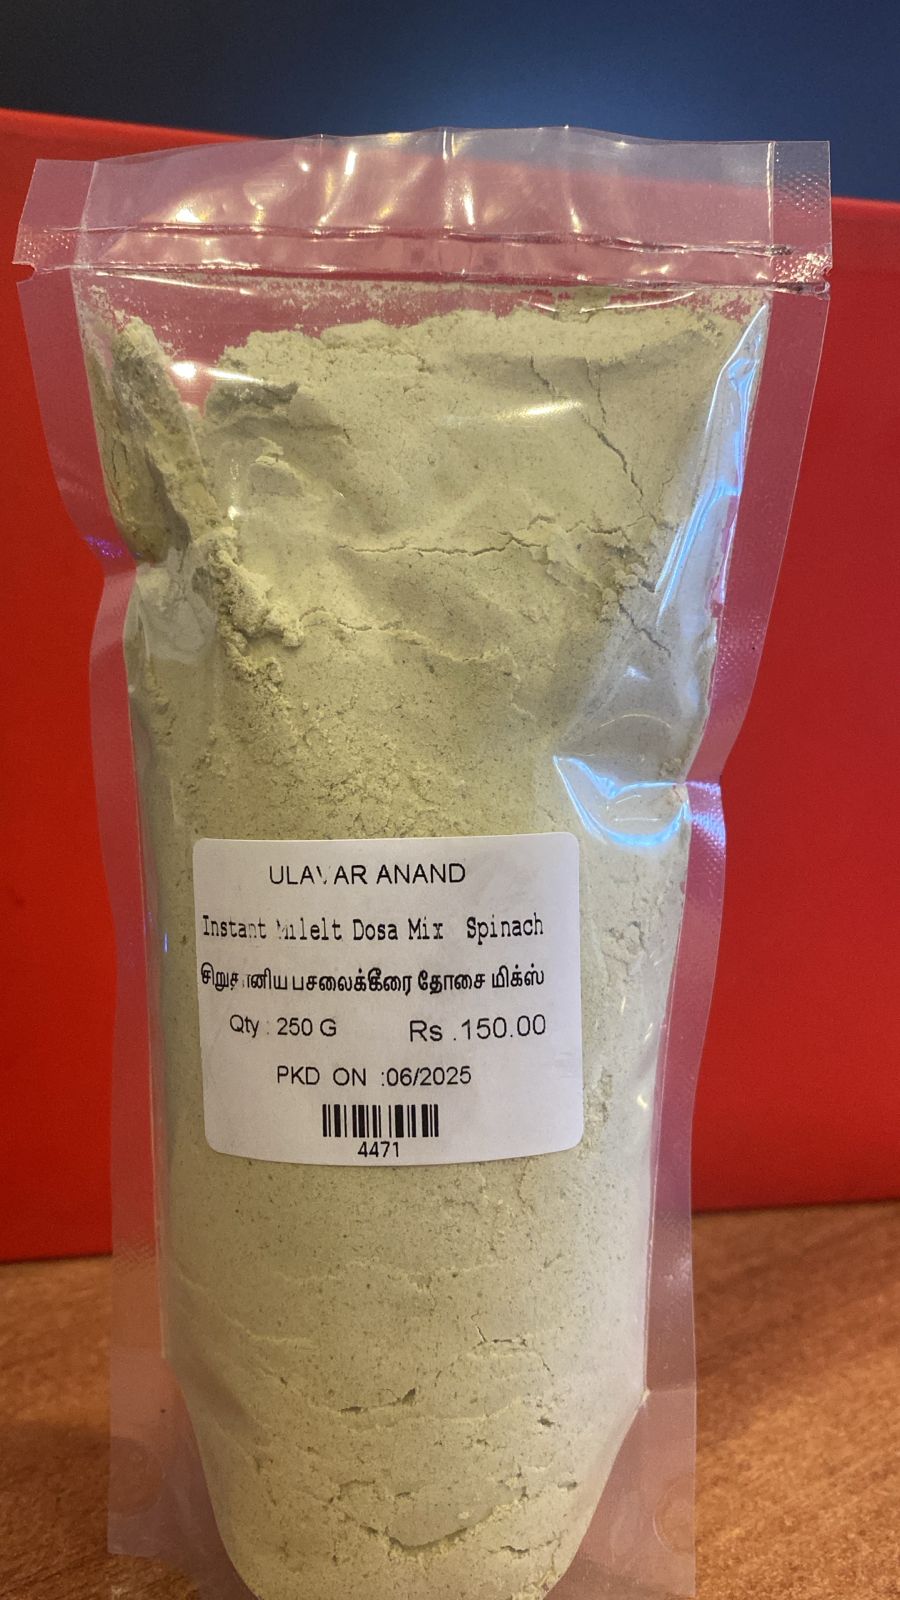 ULAVAR ANAND
Instant Milelt Dosa Mix Spinach
சிறுதானிய பசலைக்கீரை தோசை மிக்ஸ்
Qty : 250 G Rs .150.00
PKD ON :06/2025
4471